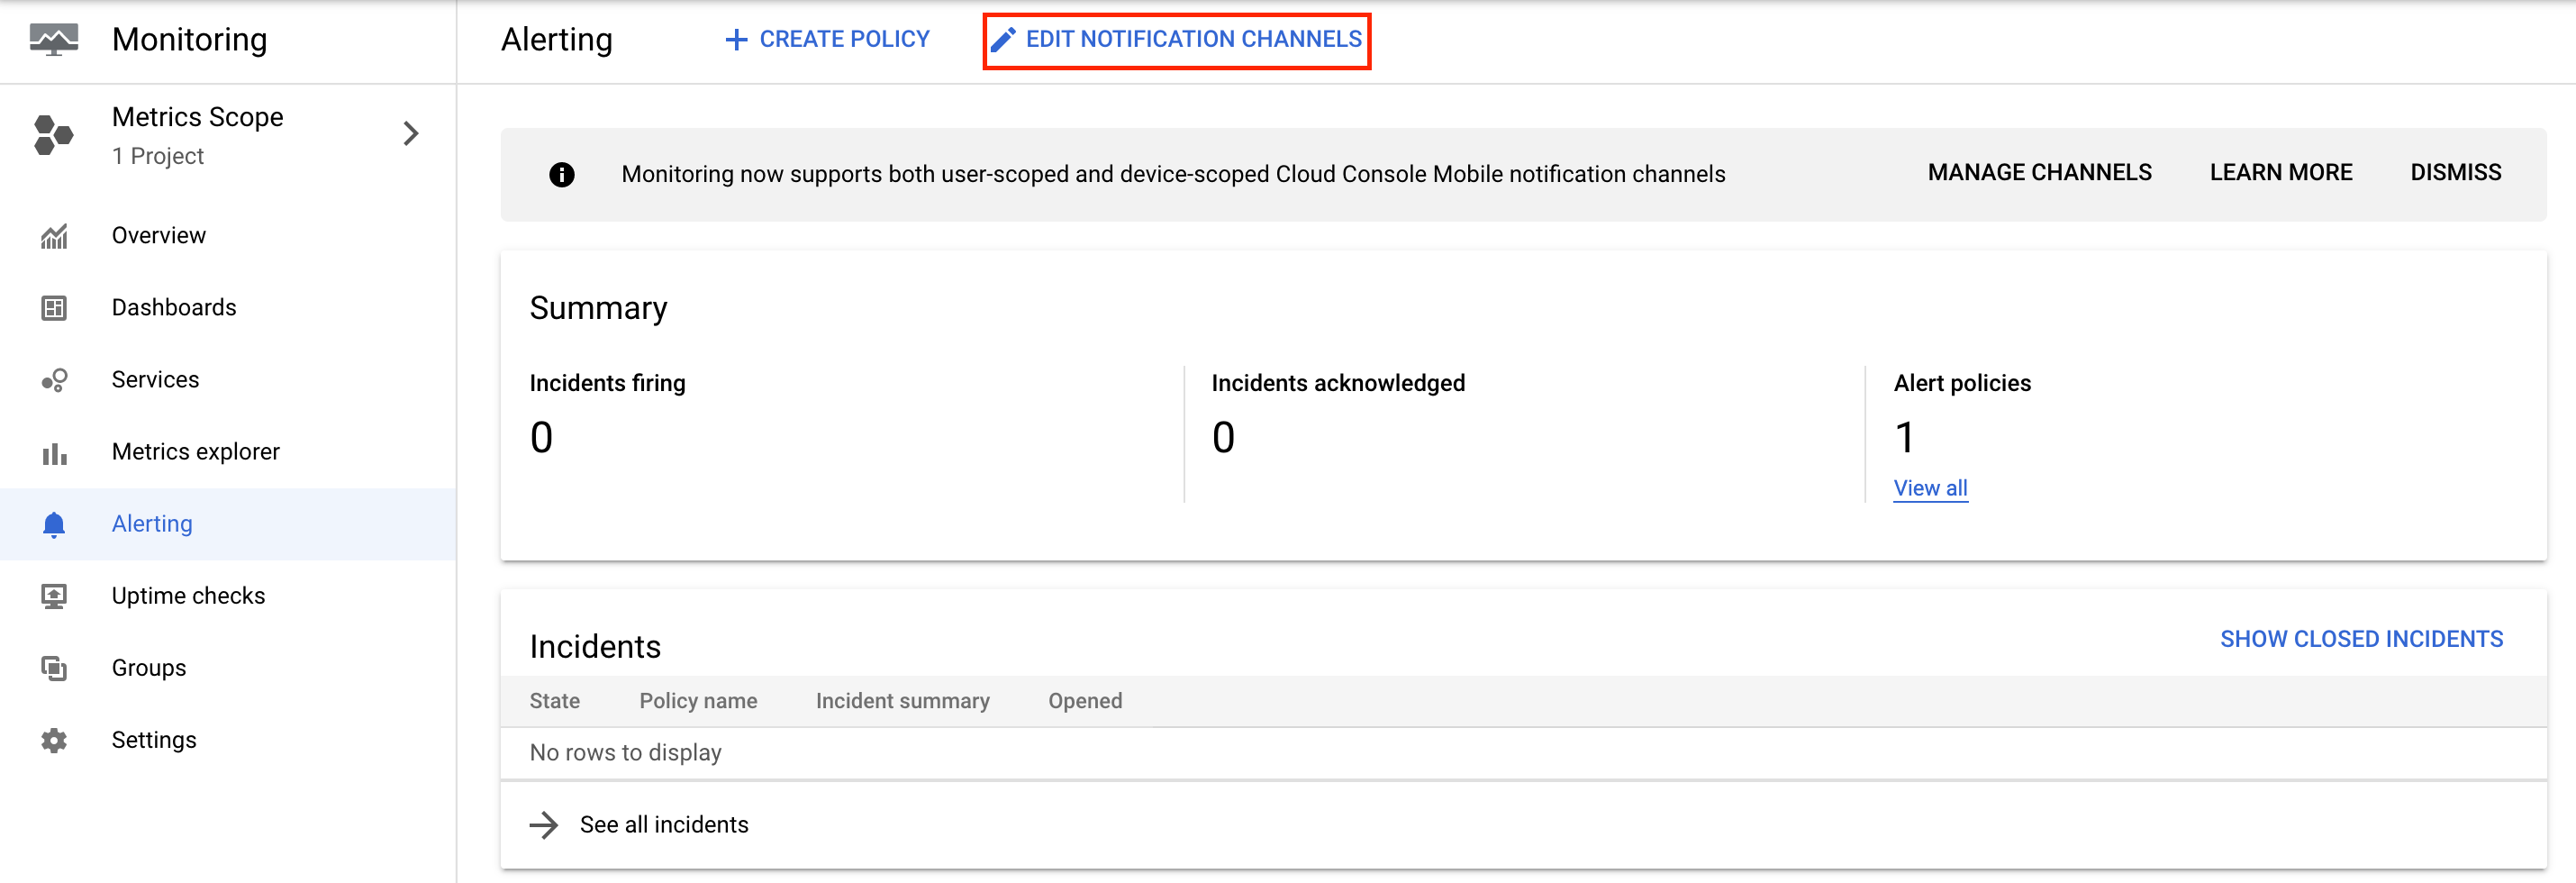 Monitoring
Metrics Scope
1 Project
Overview
Dashboards
Services
Metrics explorer
Alerting
Uptime checks
Groups
Settings
Alerting
CREATE POLICY
EDIT NOTIFICATION CHANNELS
Monitoring now supports both user-scoped and device-scoped Cloud Console Mobile notification channels
MANAGE CHANNELS
LEARN MORE
DISMISS
Summary
Incidents firing
0
Incidents acknowledged
0
Alert policies
1
View all
Incidents
SHOW CLOSED INCIDENTS
State Policy name Incident summary Opened
No rows to display
See all incidents